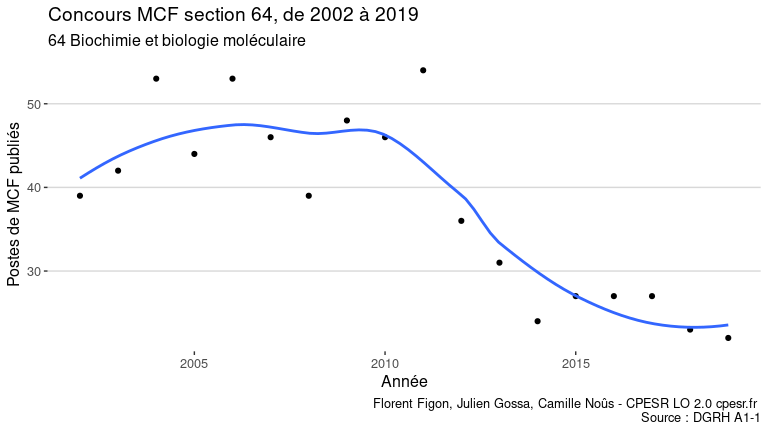 Concours MCF section 64, de 2002 à 2019
64 Biochimie et biologie moléculaire
Postes de MCF publiés
50
40
30
2005
2010
2015
Année
Florent Figon, Julien Gossa, Camille Noûs - CPESR LO 2.0 cpesr.fr
Source : DGRH A1-1